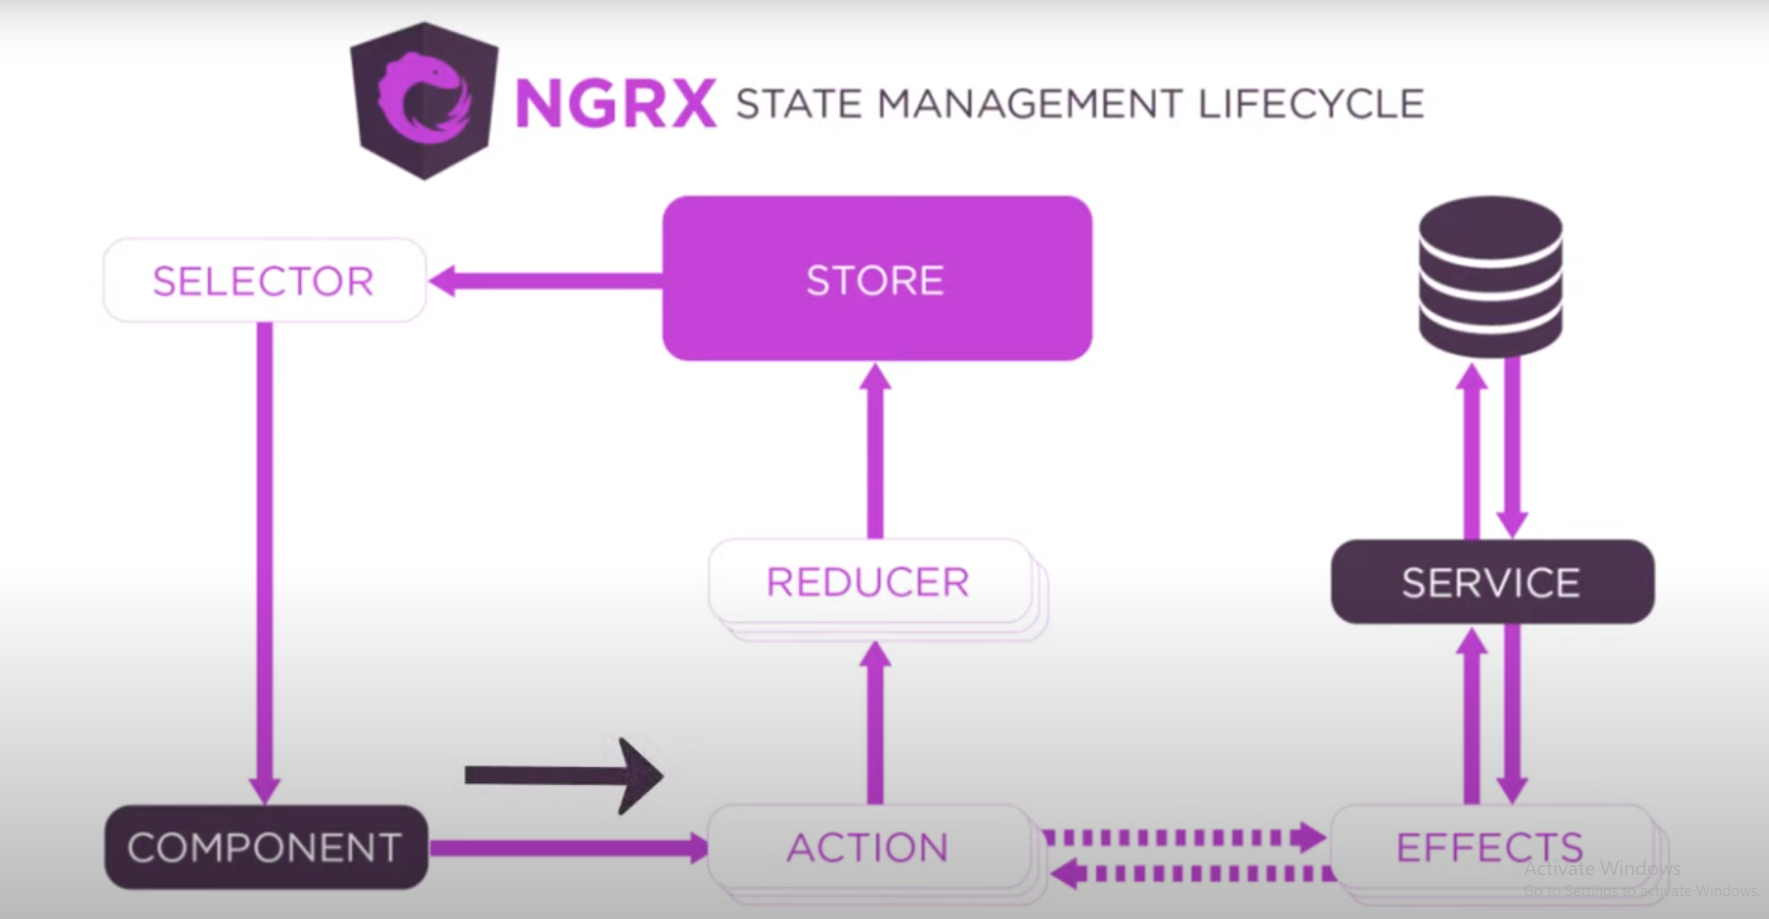 NGRX STATE MANAGEMENT LIFECYCLE
SELECTOR
STORE
REDUCER
SERVICE
COMPONENT
ACTION
EFFECTS
Activate Windows
Go to Settings to activate Windows.